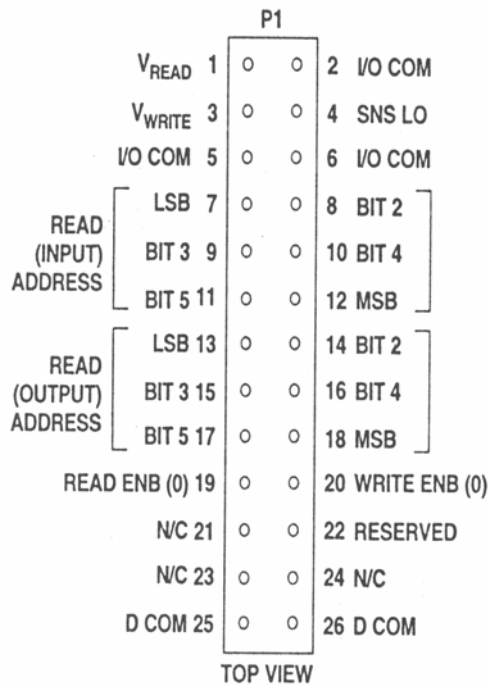 P1
V_READ 1 2 I/O COM
V_WRITE 3 4 SNS LO
I/O COM 5 6 I/O COM
LSB 7 8 BIT 2
READ (INPUT) ADDRESS
BIT 3 9 10 BIT 4
BIT 5 11 12 MSB
LSB 13 14 BIT 2
READ (OUTPUT) ADDRESS
BIT 3 15 16 BIT 4
BIT 5 17 18 MSB
READ ENB (0) 19 20 WRITE ENB (0)
N/C 21 22 RESERVED
N/C 23 24 N/C
D COM 25 26 D COM
TOP VIEW